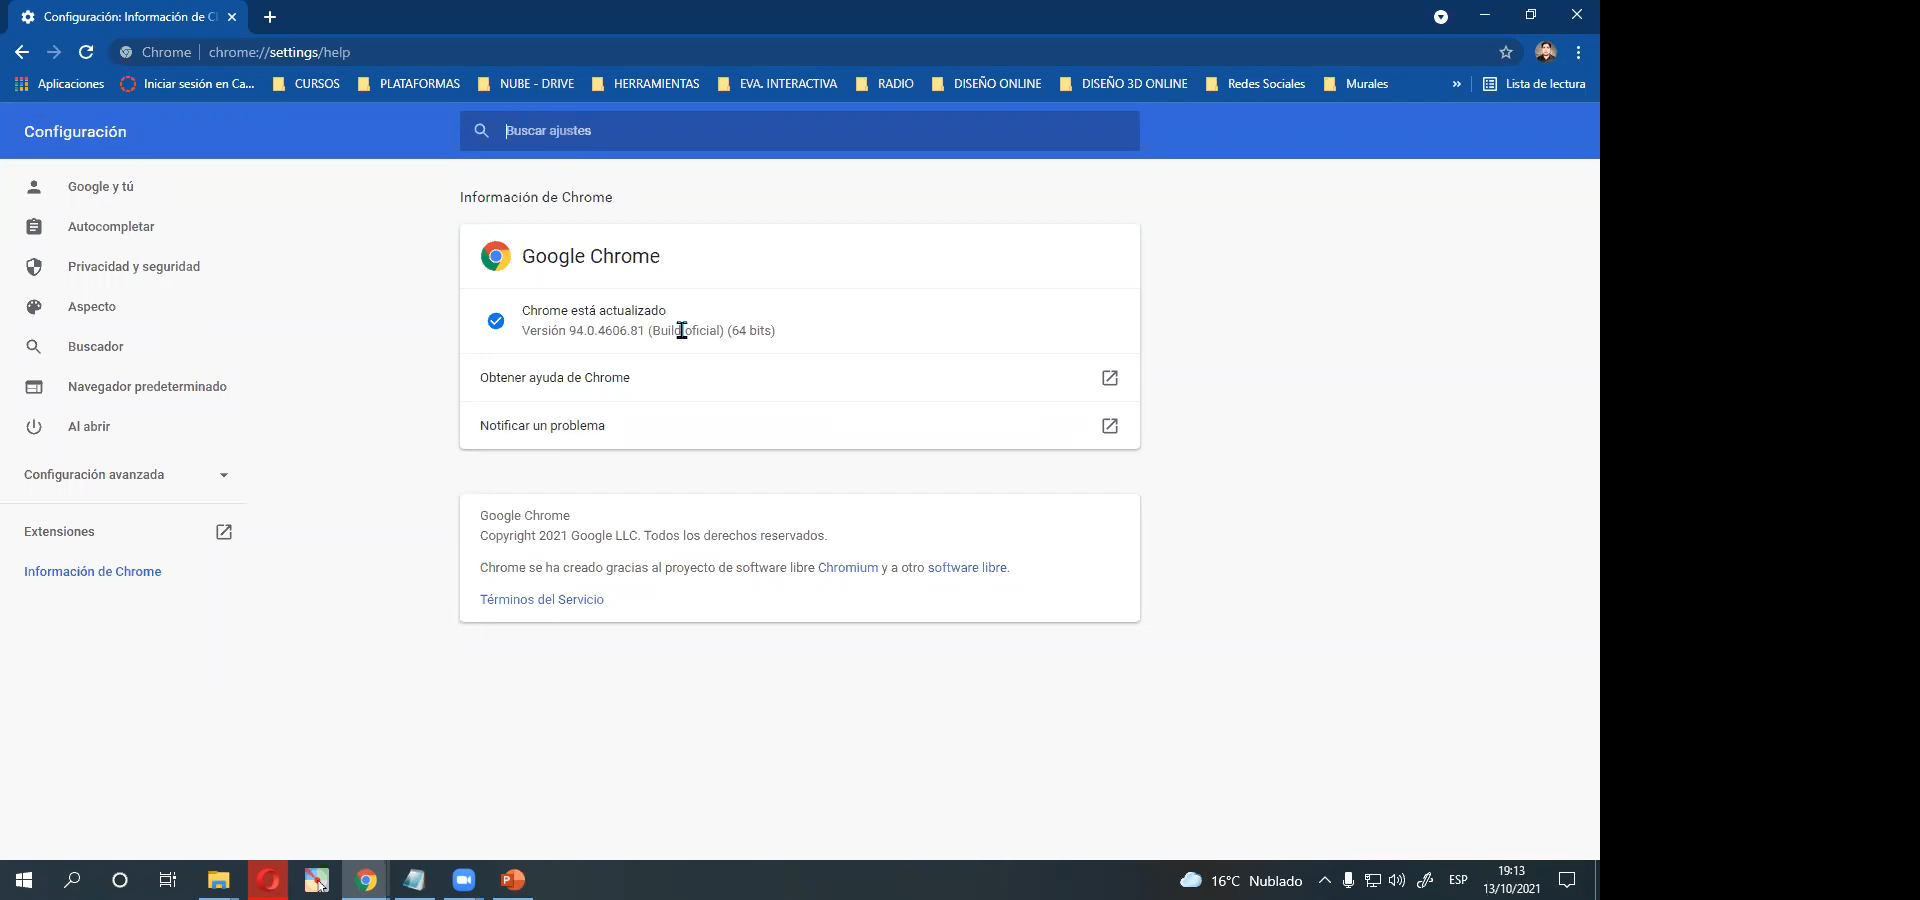 Configuración: Información de C
Chrome | chrome://settings/help
Aplicaciones
Iniciar sesión en Ca...
CURSOS
PLATAFORMAS
NUBE - DRIVE
HERRAMIENTAS
EVA. INTERACTIVA
RADIO
DISEÑO ONLINE
DISEÑO 3D ONLINE
Redes Sociales
Murales
»
Lista de lectura
Configuración
Buscar ajustes
Google y tú
Autocompletar
Privacidad y seguridad
Aspecto
Buscador
Navegador predeterminado
Al abrir
Configuración avanzada
Extensiones
Información de Chrome
Información de Chrome
Google Chrome
Chrome está actualizado
Versión 94.0.4606.81 (Build oficial) (64 bits)
Obtener ayuda de Chrome
Notificar un problema
Google Chrome
Copyright 2021 Google LLC. Todos los derechos reservados.
Chrome se ha creado gracias al proyecto de software libre Chromium y a otro software libre.
Términos del Servicio
16°C Nublado
ESP
19:13
13/10/2021